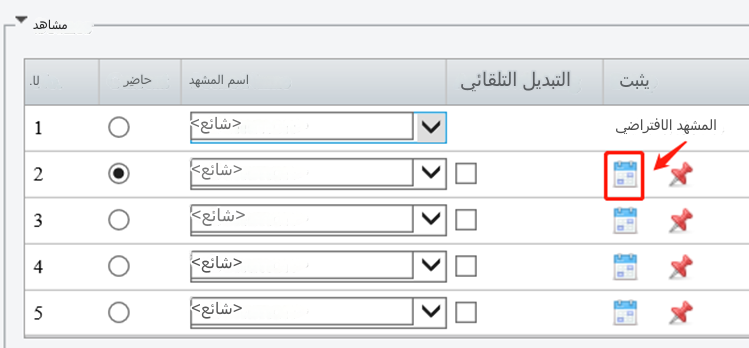 مشاهد
لا. حاضِر اسم المشهد التبديل التلقائي يثبت
1 <شائع> المشهد الافتراضي
2 <شائع>
3 <شائع>
4 <شائع>
5 <شائع>